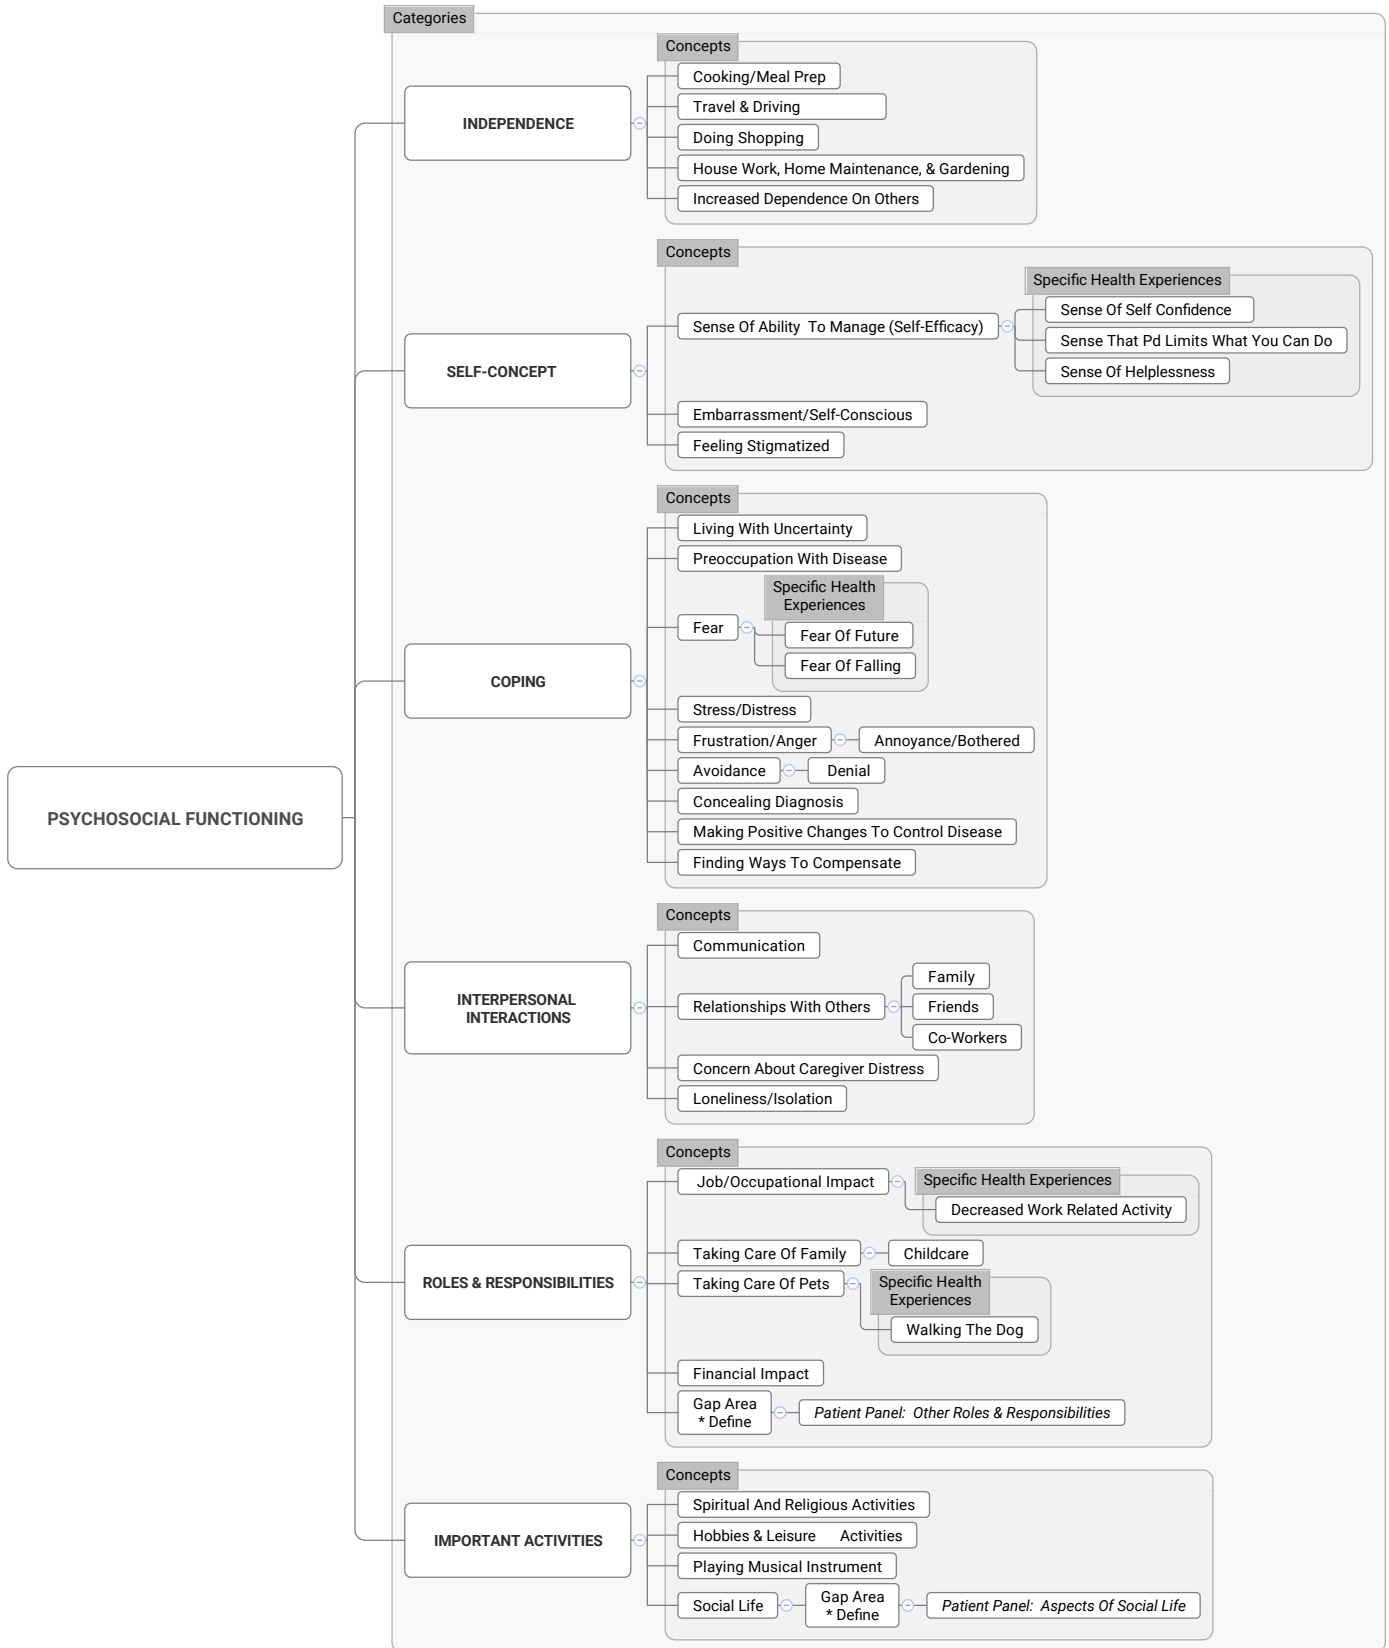 Categories
PSYCHOSOCIAL FUNCTIONING
INDEPENDENCE
Concepts
Cooking/Meal Prep
Travel & Driving
Doing Shopping
House Work, Home Maintenance, & Gardening
Increased Dependence On Others
SELF-CONCEPT
Concepts
Sense Of Ability To Manage (Self-Efficacy)
Specific Health Experiences
Sense Of Self Confidence
Sense That Pd Limits What You Can Do
Sense Of Helplessness
Embarrassment/Self-Conscious
Feeling Stigmatized
COPING
Concepts
Living With Uncertainty
Preoccupation With Disease
Fear
Specific Health
Experiences
Fear Of Future
Fear Of Falling
Stress/Distress
Frustration/Anger
Annoyance/Bothered
Avoidance
Denial
Concealing Diagnosis
Making Positive Changes To Control Disease
Finding Ways To Compensate
INTERPERSONAL
INTERACTIONS
Concepts
Communication
Relationships With Others
Family
Friends
Co-Workers
Concern About Caregiver Distress
Loneliness/Isolation
ROLES & RESPONSIBILITIES
Concepts
Job/Occupational Impact
Specific Health Experiences
Decreased Work Related Activity
Taking Care Of Family
Childcare
Taking Care Of Pets
Specific Health
Experiences
Walking The Dog
Financial Impact
Gap Area
* Define
Patient Panel: Other Roles & Responsibilities
IMPORTANT ACTIVITIES
Concepts
Spiritual And Religious Activities
Hobbies & Leisure Activities
Playing Musical Instrument
Social Life
Gap Area
* Define
Patient Panel: Aspects Of Social Life